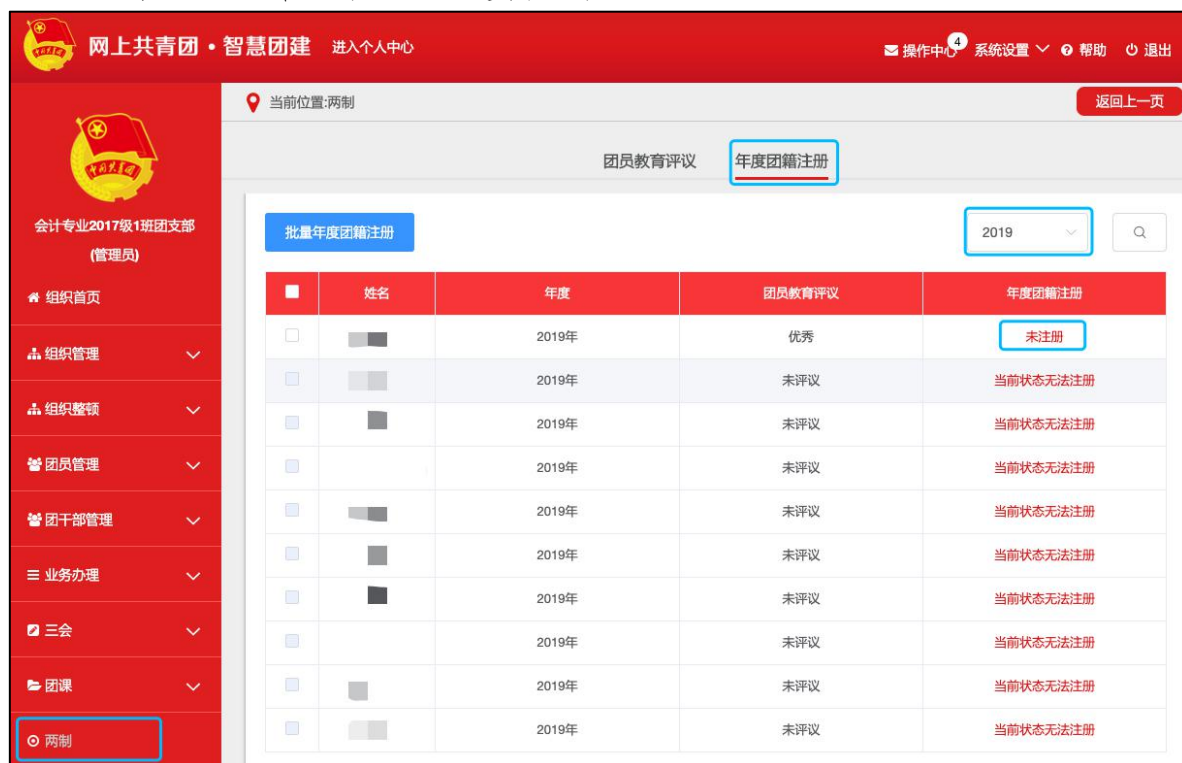 网上共青团·智慧团建 进入个人中心 操作中心 4 系统设置 帮助 退出
当前位置:两制 返回上一页
团员教育评议 年度团籍注册
会计专业2017级1班团支部
(管理员)
组织首页
组织管理
组织整顿
团员管理
团干部管理
业务办理
三会
团课
两制
批量年度团籍注册 2019
姓名 年度 团员教育评议 年度团籍注册
2019年 优秀 未注册
2019年 未评议 当前状态无法注册
2019年 未评议 当前状态无法注册
2019年 未评议 当前状态无法注册
2019年 未评议 当前状态无法注册
2019年 未评议 当前状态无法注册
2019年 未评议 当前状态无法注册
2019年 未评议 当前状态无法注册
2019年 未评议 当前状态无法注册
2019年 未评议 当前状态无法注册